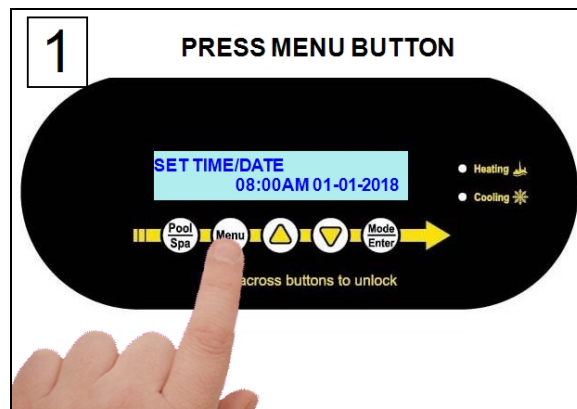 1
PRESS MENU BUTTON
SET TIME/DATE
08:00AM 01-01-2018
Heating
Cooling
Pool
Spa
Menu
Mode
Enter
across buttons to unlock